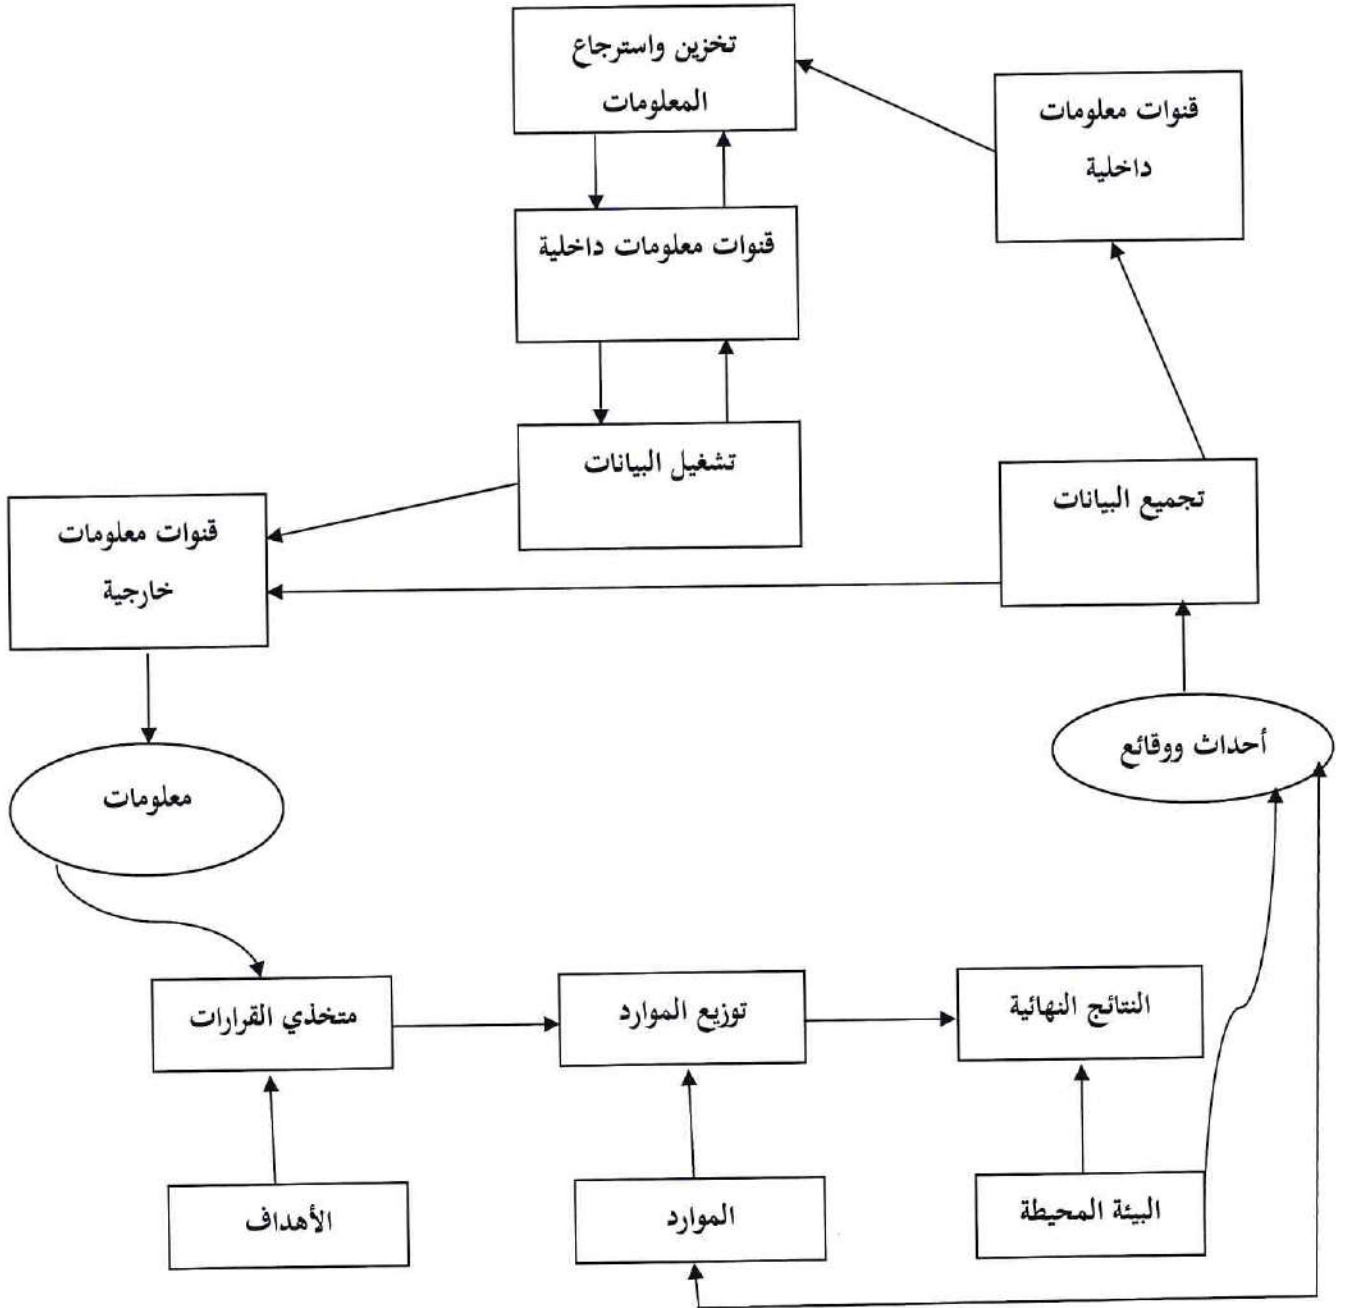 تخزين واسترجاع
المعلومات
قنوات معلومات
داخلية
قنوات معلومات داخلية
تشغيل البيانات
تجميع البيانات
قنوات معلومات
خارجية
أحداث ووقائع
معلومات
النتائج النهائية
توزيع الموارد
متخذي القرارات
البيئة المحيطة
الموارد
الأهداف